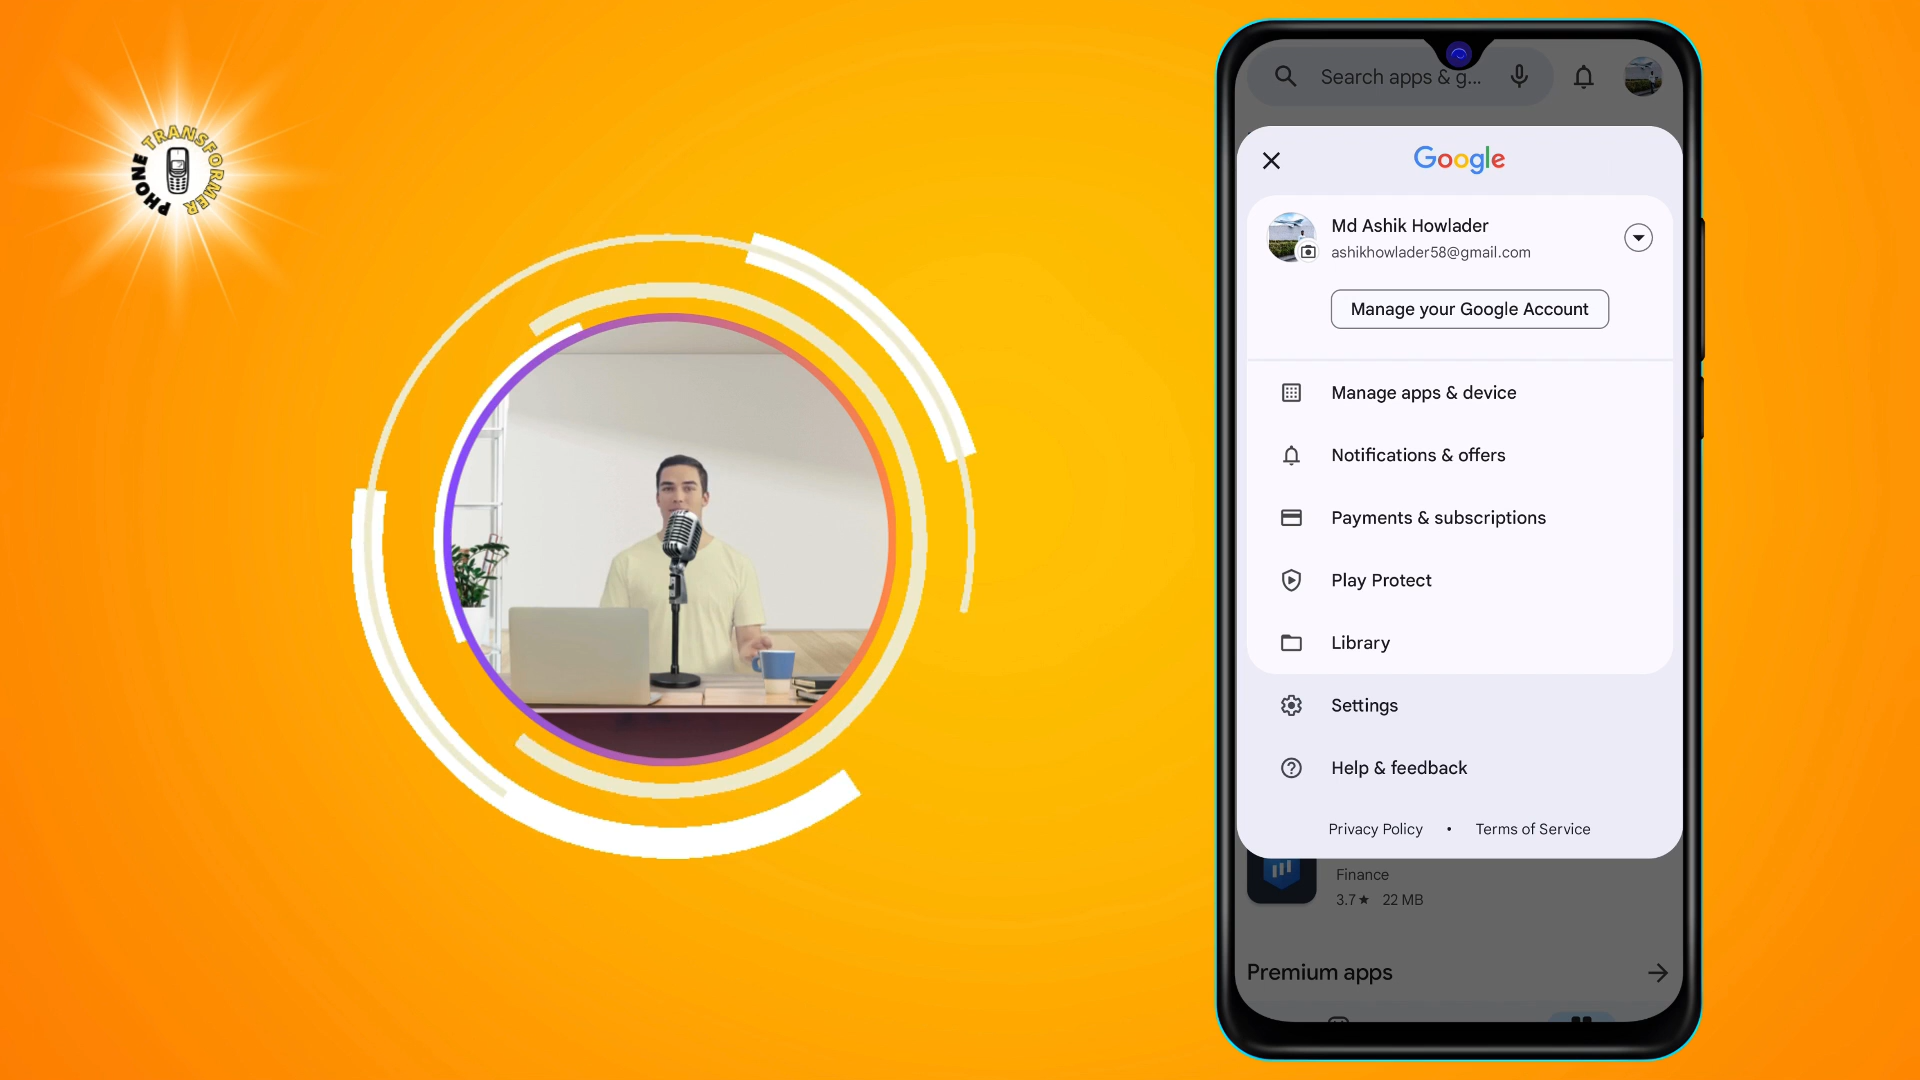 PHONE TRANSFORMER
Search apps & g...
Google
Md Ashik Howlader
ashikhowlader58@gmail.com
Manage your Google Account
Manage apps & device
Notifications & offers
Payments & subscriptions
Play Protect
Library
Settings
Help & feedback
Privacy Policy • Terms of Service
Finance
3.7★ 22 MB
Premium apps